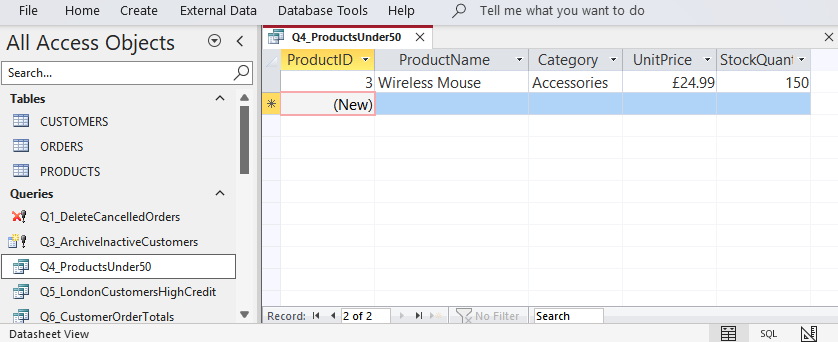 File Home Create External Data Database Tools Help Tell me what you want to do
All Access Objects
Search...
Tables
CUSTOMERS
ORDERS
PRODUCTS
Queries
Q1_DeleteCancelledOrders
Q3_ArchiveInactiveCustomers
Q4_ProductsUnder50
Q5_LondonCustomersHighCredit
Q6_CustomerOrderTotals
Q4_ProductsUnder50
ProductID ProductName Category UnitPrice StockQuant
3 Wireless Mouse Accessories £24.99 150
(New)
Record: 2 of 2 No Filter Search
Datasheet View SQL